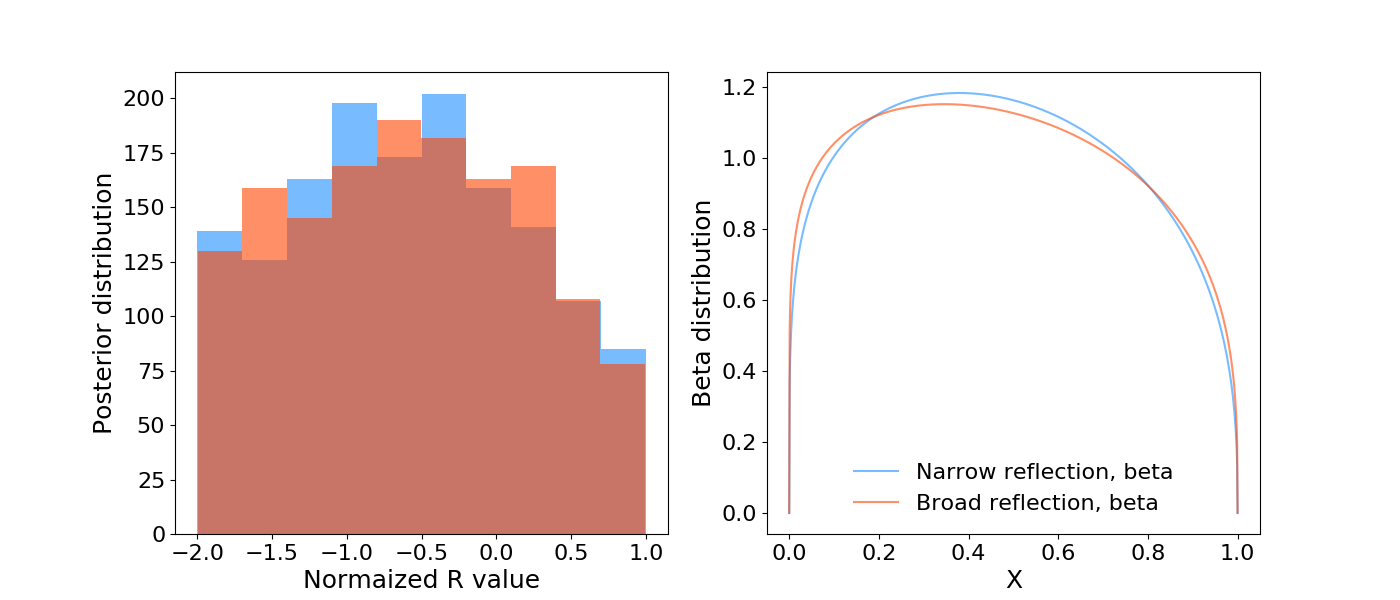 Posterior distribution
200
175
150
125
100
75
50
25
0
−2.0 −1.5 −1.0 −0.5 0.0 0.5 1.0
Normaized R value
Beta distribution
1.2
1.0
0.8
0.6
0.4
0.2
0.0
Narrow reflection, beta
Broad reflection, beta
0.0 0.2 0.4 0.6 0.8 1.0
X